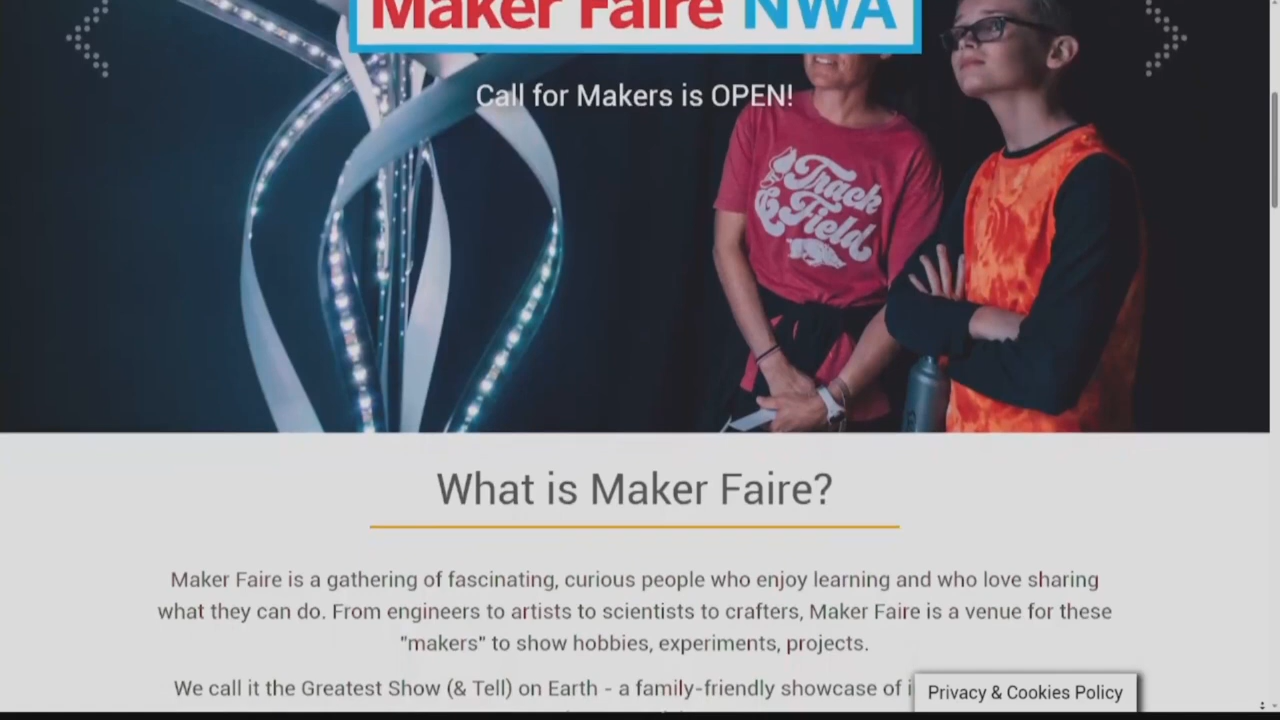 Maker Faire NWA
Call for Makers is OPEN!
Track
& Field
What is Maker Faire?
Maker Faire is a gathering of fascinating, curious people who enjoy learning and who love sharing
what they can do. From engineers to artists to scientists to crafters, Maker Faire is a venue for these
"makers" to show hobbies, experiments, projects.
We call it the Greatest Show (& Tell) on Earth - a family-friendly showcase of
Privacy & Cookies Policy